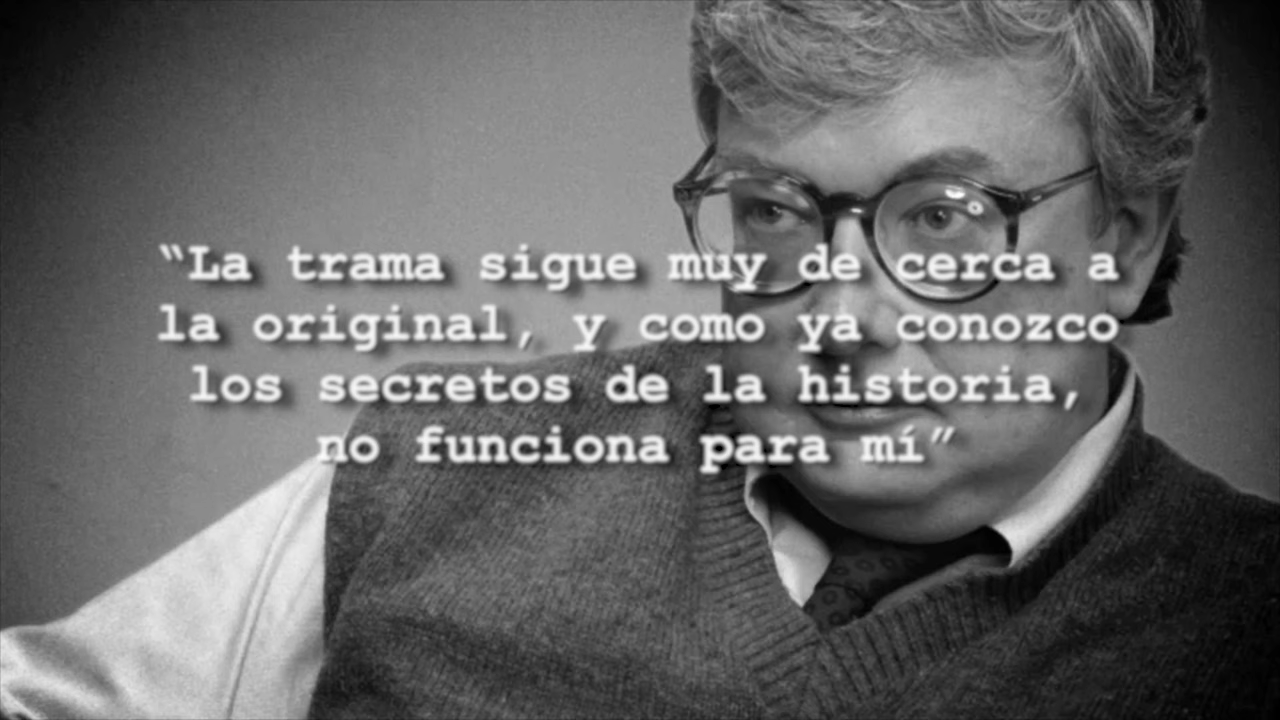 “La trama sigue muy de cerca a
la original, y como ya conozco
los secretos de la historia,
no funciona para mí”